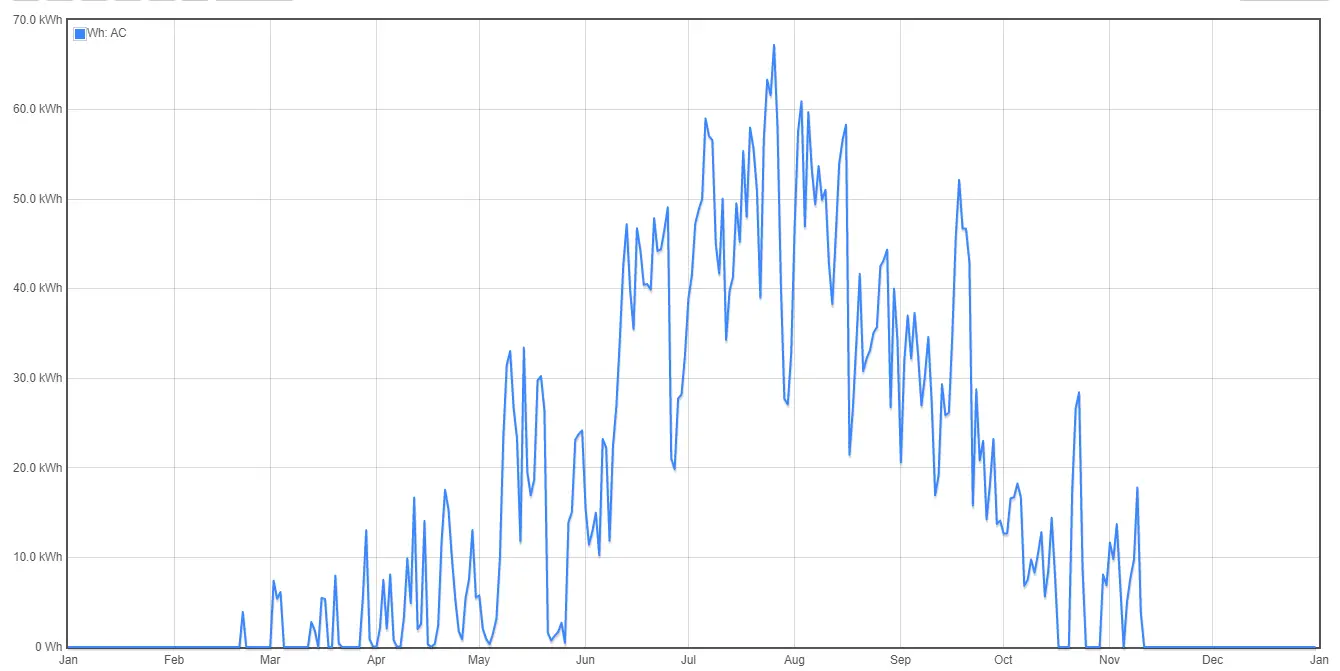 70.0 kWh
Wh: AC
60.0 kWh
50.0 kWh
40.0 kWh
30.0 kWh
20.0 kWh
10.0 kWh
0 Wh
Jan Feb Mar Apr May Jun Jul Aug Sep Oct Nov Dec Jan